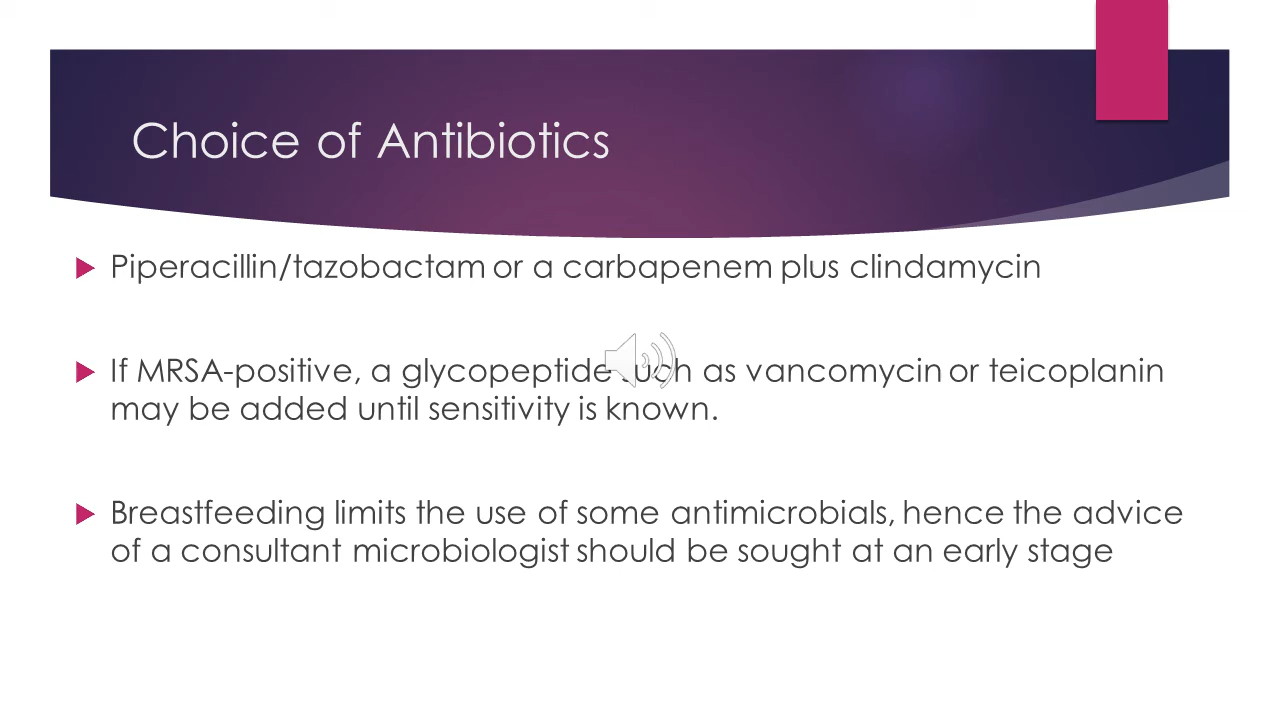 Choice of Antibiotics
Piperacillin/tazobactam or a carbapenem plus clindamycin
If MRSA-positive, a glycopeptide such as vancomycin or teicoplanin
may be added until sensitivity is known.
Breastfeeding limits the use of some antimicrobials, hence the advice
of a consultant microbiologist should be sought at an early stage